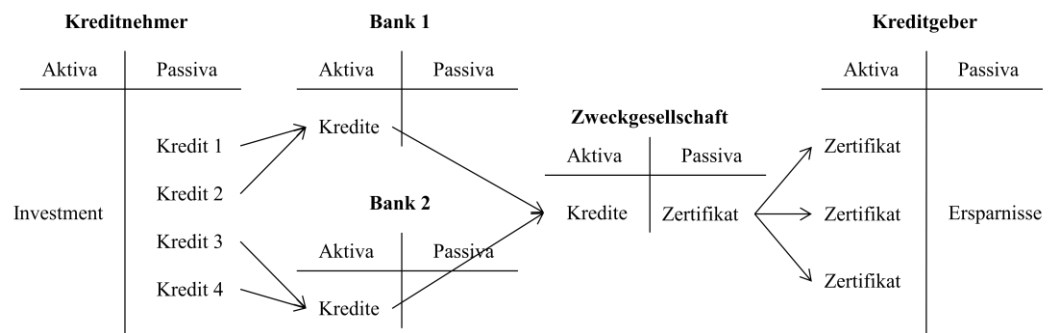 Kreditnehmer
Aktiva Passiva
Kredit 1
Kredit 2
Investment
Kredit 3
Kredit 4
Bank 1
Aktiva Passiva
Kredite
Bank 2
Aktiva Passiva
Kredite
Zweckgesellschaft
Aktiva Passiva
Kredite Zertifikat
Kreditgeber
Aktiva Passiva
Zertifikat
Zertifikat Ersparnisse
Zertifikat